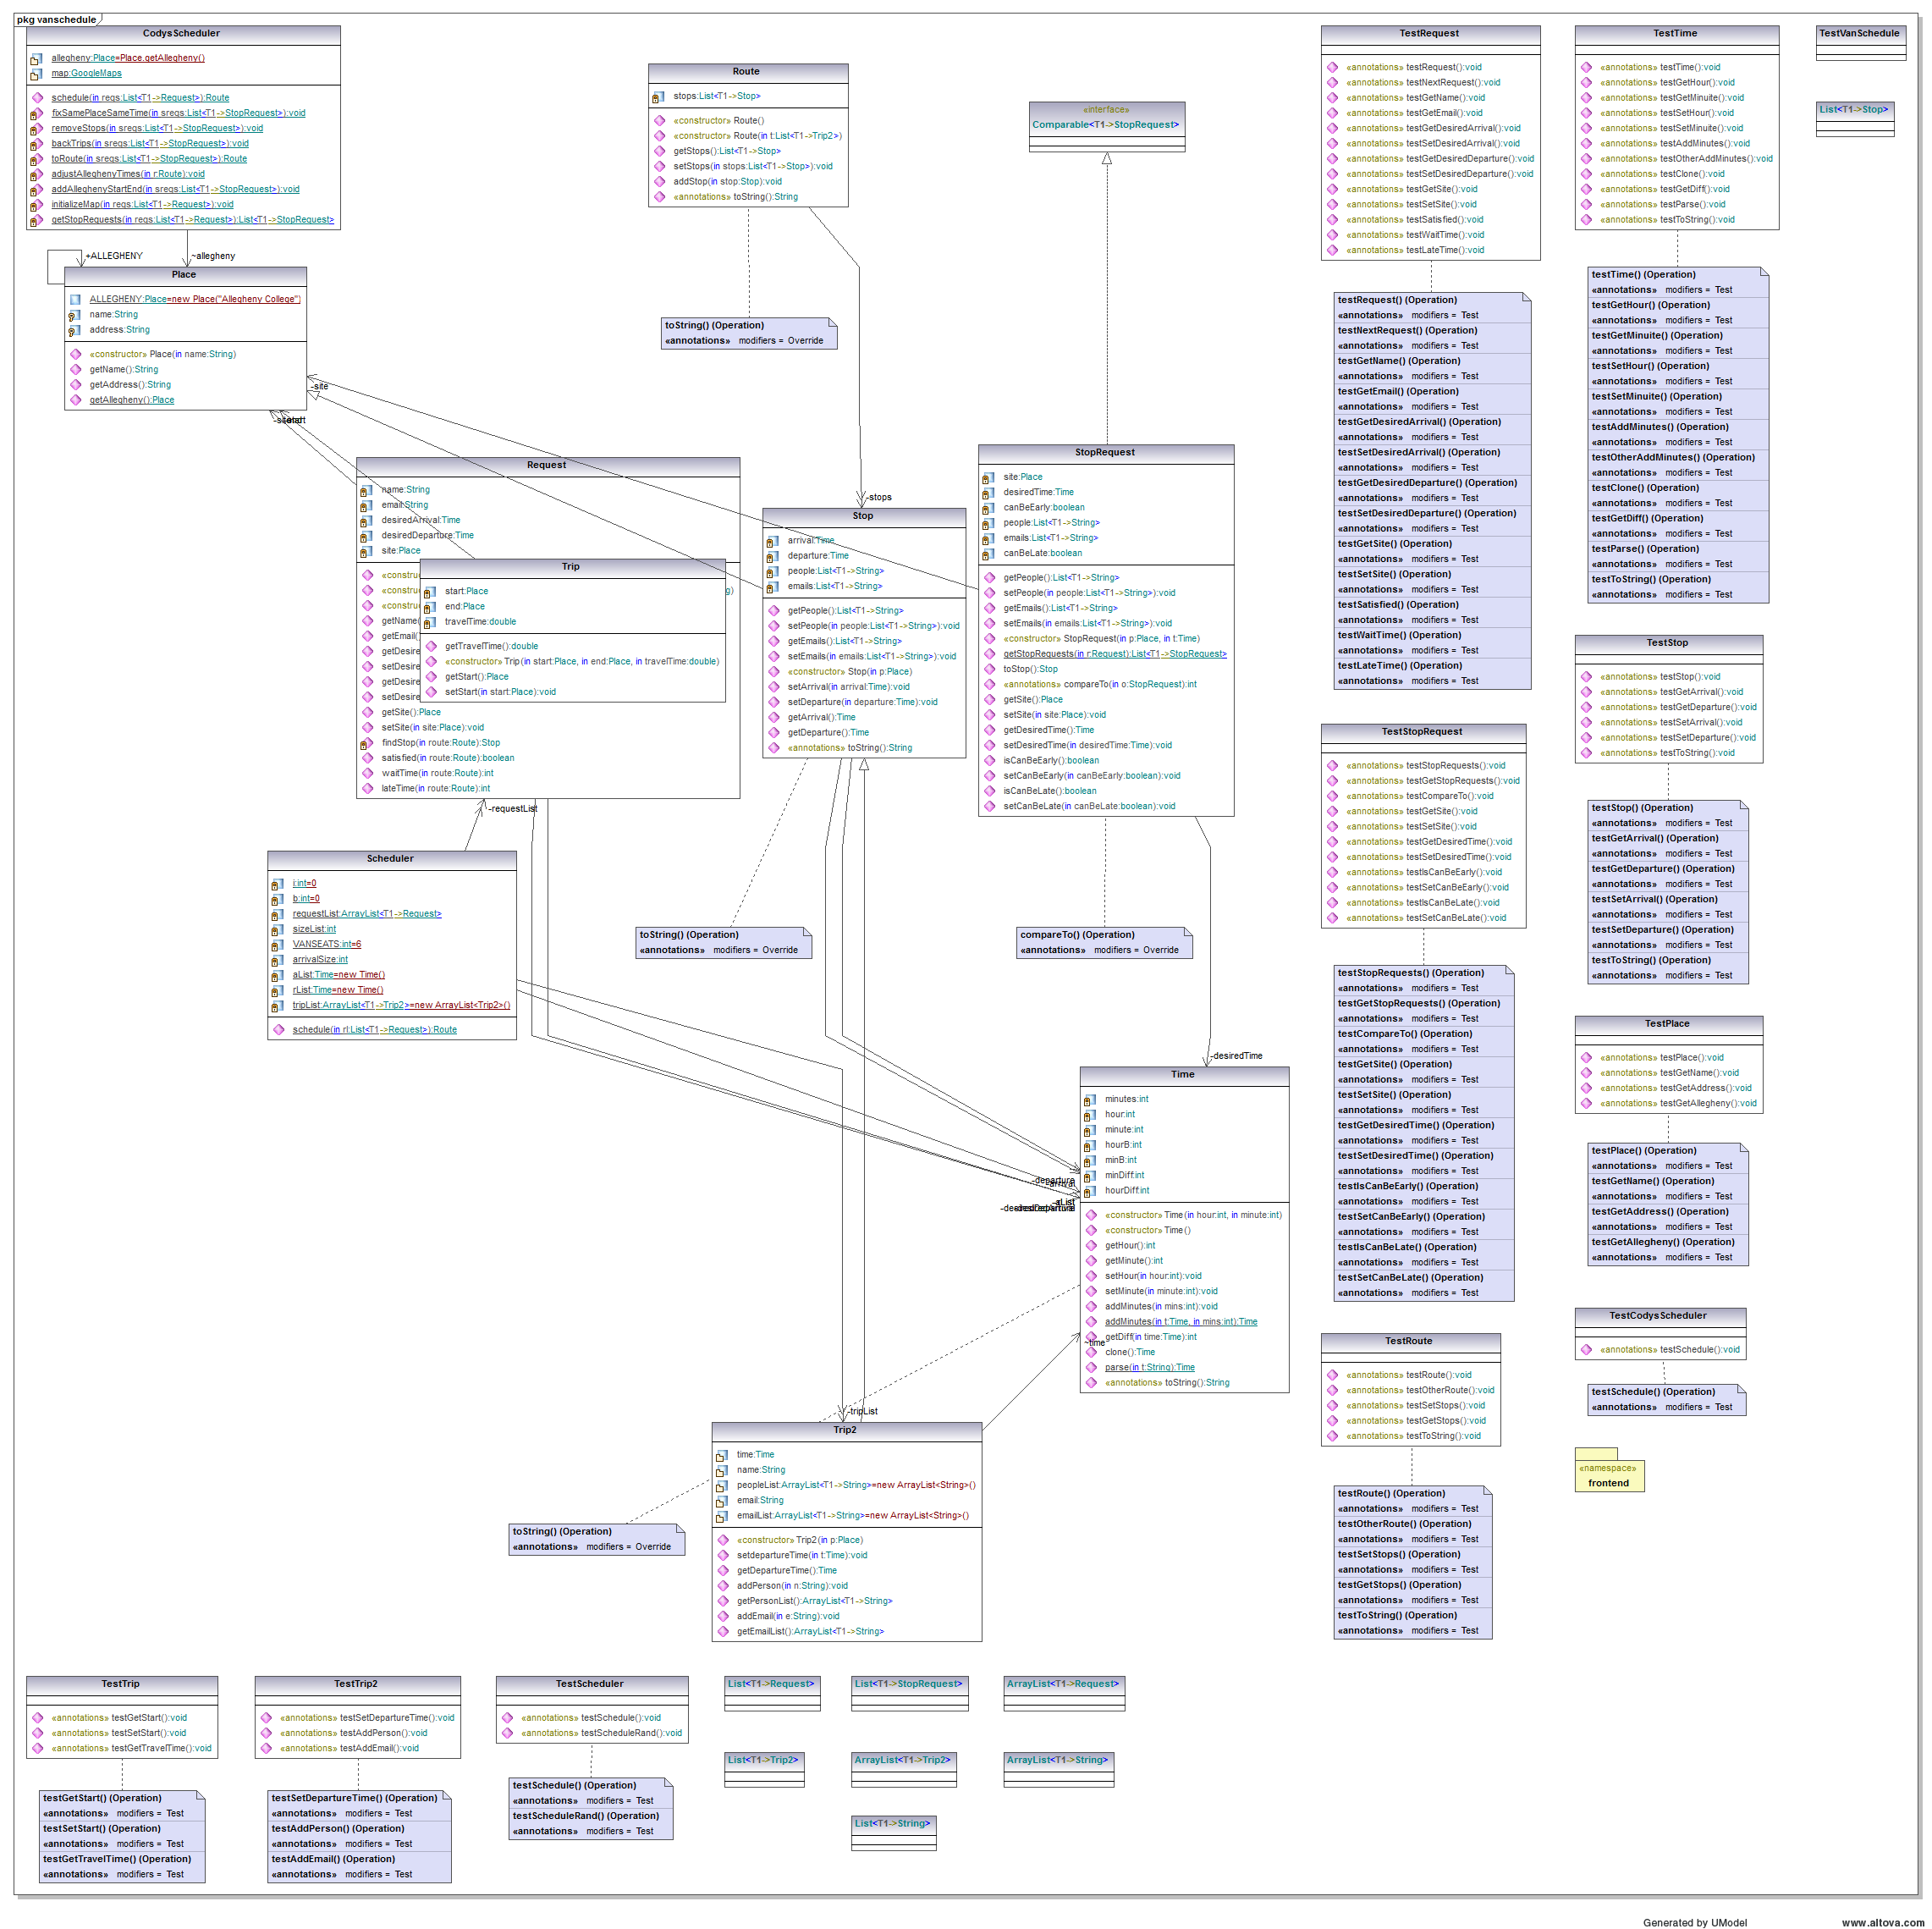 pkg vanschedule
CodysScheduler
allegheny:Place=Place.getAllegheny()
map:GoogleMaps
schedule(in reqs:List<T1->Request>):Route
fixSamePlaceSameTime(in sreqs:List<T1->StopRequest>):void
removeStops(in sreqs:List<T1->StopRequest>):void
backTrips(in sreqs:List<T1->StopRequest>):void
toRoute(in sreqs:List<T1->StopRequest>):Route
adjustAlleghenyTimes(in r:Route):void
addAlleghenyStartEnd(in sreqs:List<T1->StopRequest>):void
initializeMap(in reqs:List<T1->Request>):void
getStopRequests(in reqs:List<T1->Request>):List<T1->StopRequest>
+ALLEGHENY
~allegheny
Place
ALLEGHENY:Place=new Place("Allegheny College")
name:String
address:String
«constructor» Place(in name:String)
getName():String
getAddress():String
getAllegheny():Place
-site
Route
stops:List<T1->Stop>
«constructor» Route()
«constructor» Route(in t:List<T1->Trip2>)
getStops():List<T1->Stop>
setStops(in stops:List<T1->Stop>):void
addStop(in stop:Stop):void
«annotations» toString():String
toString() (Operation)
«annotations» modifiers = Override
«interface»
Comparable<T1->StopRequest>
Request
name:String
email:String
desiredArrival:Time
desiredDeparture:Time
site:Place
getSite():Place
setSite(in site:Place):void
findStop(in route:Route):Stop
satisfied(in route:Route):boolean
waitTime(in route:Route):int
lateTime(in route:Route):int
-requestList
Trip
start:Place
end:Place
travelTime:double
getTravelTime():double
«constructor» Trip(in start:Place, in end:Place, in travelTime:double)
getStart():Place
setStart(in start:Place):void
-stops
Stop
arrival:Time
departure:Time
people:List<T1->String>
emails:List<T1->String>
getPeople():List<T1->String>
setPeople(in people:List<T1->String>):void
getEmails():List<T1->String>
setEmails(in emails:List<T1->String>):void
«constructor» Stop(in p:Place)
setArrival(in arrival:Time):void
setDeparture(in departure:Time):void
getArrival():Time
getDeparture():Time
«annotations» toString():String
toString() (Operation)
«annotations» modifiers = Override
StopRequest
site:Place
desiredTime:Time
canBeEarly:boolean
people:List<T1->String>
emails:List<T1->String>
canBeLate:boolean
getPeople():List<T1->String>
setPeople(in people:List<T1->String>):void
getEmails():List<T1->String>
setEmails(in emails:List<T1->String>):void
«constructor» StopRequest(in p:Place, in t:Time)
getStopRequests(in r:Request):List<T1->StopRequest>
toStop():Stop
«annotations» compareTo(in o:StopRequest):int
getSite():Place
setSite(in site:Place):void
getDesiredTime():Time
setDesiredTime(in desiredTime:Time):void
isCanBeEarly():boolean
setCanBeEarly(in canBeEarly:boolean):void
isCanBeLate():boolean
setCanBeLate(in canBeLate:boolean):void
compareTo() (Operation)
«annotations» modifiers = Override
-desiredTime
Scheduler
i:int=0
b:int=0
requestList:ArrayList<T1->Request>
sizeList:int
VANSEATS:int=6
arrivalSize:int
aList:Time=new Time()
rList:Time=new Time()
tripList:ArrayList<T1->Trip2>=new ArrayList<Trip2>()
schedule(in rl:List<T1->Request>):Route
Time
minutes:int
hour:int
minute:int
hourB:int
minB:int
minDiff:int
hourDiff:int
«constructor» Time(in hour:int, in minute:int)
«constructor» Time()
getHour():int
getMinute():int
setHour(in hour:int):void
setMinute(in minute:int):void
addMinutes(in mins:int):void
addMinutes(in t:Time, in mins:int):Time
getDiff(in time:Time):int
clone():Time
parse(in t:String):Time
«annotations» toString():String
~time
-tripList
Trip2
time:Time
name:String
peopleList:ArrayList<T1->String>=new ArrayList<String>()
email:String
emailList:ArrayList<T1->String>=new ArrayList<String>()
«constructor» Trip2(in p:Place)
setdepartureTime(in t:Time):void
getDepartureTime():Time
addPerson(in n:String):void
getPersonList():ArrayList<T1->String>
addEmail(in e:String):void
getEmailList():ArrayList<T1->String>
toString() (Operation)
«annotations» modifiers = Override
TestRequest
«annotations» testRequest():void
«annotations» testNextRequest():void
«annotations» testGetName():void
«annotations» testGetEmail():void
«annotations» testGetDesiredArrival():void
«annotations» testSetDesiredArrival():void
«annotations» testGetDesiredDeparture():void
«annotations» testSetDesiredDeparture():void
«annotations» testGetSite():void
«annotations» testSetSite():void
«annotations» testSatisfied():void
«annotations» testWaitTime():void
«annotations» testLateTime():void
testRequest() (Operation)
«annotations» modifiers = Test
testNextRequest() (Operation)
«annotations» modifiers = Test
testGetName() (Operation)
«annotations» modifiers = Test
testGetEmail() (Operation)
«annotations» modifiers = Test
testGetDesiredArrival() (Operation)
«annotations» modifiers = Test
testSetDesiredArrival() (Operation)
«annotations» modifiers = Test
testGetDesiredDeparture() (Operation)
«annotations» modifiers = Test
testSetDesiredDeparture() (Operation)
«annotations» modifiers = Test
testGetSite() (Operation)
«annotations» modifiers = Test
testSetSite() (Operation)
«annotations» modifiers = Test
testSatisfied() (Operation)
«annotations» modifiers = Test
testWaitTime() (Operation)
«annotations» modifiers = Test
testLateTime() (Operation)
«annotations» modifiers = Test
TestStopRequest
«annotations» testStopRequests():void
«annotations» testGetStopRequests():void
«annotations» testCompareTo():void
«annotations» testGetSite():void
«annotations» testSetSite():void
«annotations» testGetDesiredTime():void
«annotations» testSetDesiredTime():void
«annotations» testIsCanBeEarly():void
«annotations» testSetCanBeEarly():void
«annotations» testIsCanBeLate():void
«annotations» testSetCanBeLate():void
testStopRequests() (Operation)
«annotations» modifiers = Test
testGetStopRequests() (Operation)
«annotations» modifiers = Test
testCompareTo() (Operation)
«annotations» modifiers = Test
testGetSite() (Operation)
«annotations» modifiers = Test
testSetSite() (Operation)
«annotations» modifiers = Test
testGetDesiredTime() (Operation)
«annotations» modifiers = Test
testSetDesiredTime() (Operation)
«annotations» modifiers = Test
testIsCanBeEarly() (Operation)
«annotations» modifiers = Test
testSetCanBeEarly() (Operation)
«annotations» modifiers = Test
testIsCanBeLate() (Operation)
«annotations» modifiers = Test
testSetCanBeLate() (Operation)
«annotations» modifiers = Test
TestRoute
«annotations» testRoute():void
«annotations» testOtherRoute():void
«annotations» testSetStops():void
«annotations» testGetStops():void
«annotations» testToString():void
testRoute() (Operation)
«annotations» modifiers = Test
testOtherRoute() (Operation)
«annotations» modifiers = Test
testSetStops() (Operation)
«annotations» modifiers = Test
testGetStops() (Operation)
«annotations» modifiers = Test
testToString() (Operation)
«annotations» modifiers = Test
TestTime
«annotations» testTime():void
«annotations» testGetHour():void
«annotations» testGetMinuite():void
«annotations» testSetHour():void
«annotations» testSetMinuite():void
«annotations» testAddMinutes():void
«annotations» testOtherAddMinutes():void
«annotations» testClone():void
«annotations» testGetDiff():void
«annotations» testParse():void
«annotations» testToString():void
testTime() (Operation)
«annotations» modifiers = Test
testGetHour() (Operation)
«annotations» modifiers = Test
testGetMinuite() (Operation)
«annotations» modifiers = Test
testSetHour() (Operation)
«annotations» modifiers = Test
testSetMinuite() (Operation)
«annotations» modifiers = Test
testAddMinutes() (Operation)
«annotations» modifiers = Test
testOtherAddMinutes() (Operation)
«annotations» modifiers = Test
testClone() (Operation)
«annotations» modifiers = Test
testGetDiff() (Operation)
«annotations» modifiers = Test
testParse() (Operation)
«annotations» modifiers = Test
testToString() (Operation)
«annotations» modifiers = Test
TestStop
«annotations» testStop():void
«annotations» testGetArrival():void
«annotations» testGetDeparture():void
«annotations» testSetArrival():void
«annotations» testSetDeparture():void
«annotations» testToString():void
testStop() (Operation)
«annotations» modifiers = Test
testGetArrival() (Operation)
«annotations» modifiers = Test
testGetDeparture() (Operation)
«annotations» modifiers = Test
testSetArrival() (Operation)
«annotations» modifiers = Test
testSetDeparture() (Operation)
«annotations» modifiers = Test
testToString() (Operation)
«annotations» modifiers = Test
TestPlace
«annotations» testPlace():void
«annotations» testGetName():void
«annotations» testGetAddress():void
«annotations» testGetAllegheny():void
testPlace() (Operation)
«annotations» modifiers = Test
testGetName() (Operation)
«annotations» modifiers = Test
testGetAddress() (Operation)
«annotations» modifiers = Test
testGetAllegheny() (Operation)
«annotations» modifiers = Test
TestCodysScheduler
«annotations» testSchedule():void
testSchedule() (Operation)
«annotations» modifiers = Test
«namespace»
frontend
TestVanSchedule
List<T1->Stop>
TestTrip
«annotations» testGetStart():void
«annotations» testSetStart():void
«annotations» testGetTravelTime():void
testGetStart() (Operation)
«annotations» modifiers = Test
testSetStart() (Operation)
«annotations» modifiers = Test
testGetTravelTime() (Operation)
«annotations» modifiers = Test
TestTrip2
«annotations» testSetDepartureTime():void
«annotations» testAddPerson():void
«annotations» testAddEmail():void
testSetDepartureTime() (Operation)
«annotations» modifiers = Test
testAddPerson() (Operation)
«annotations» modifiers = Test
testAddEmail() (Operation)
«annotations» modifiers = Test
TestScheduler
«annotations» testSchedule():void
«annotations» testScheduleRand():void
testSchedule() (Operation)
«annotations» modifiers = Test
testScheduleRand() (Operation)
«annotations» modifiers = Test
List<T1->Request>
List<T1->StopRequest>
ArrayList<T1->Request>
List<T1->Trip2>
ArrayList<T1->Trip2>
ArrayList<T1->String>
List<T1->String>
Generated by UModel
www.altova.com